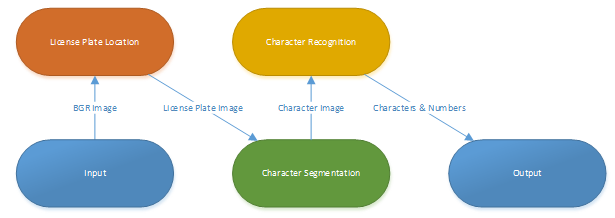 License Plate Location
Character Recognition
BGR Image
License Plate Image
Character Image
Characters & Numbers
Input
Character Segmentation
Output